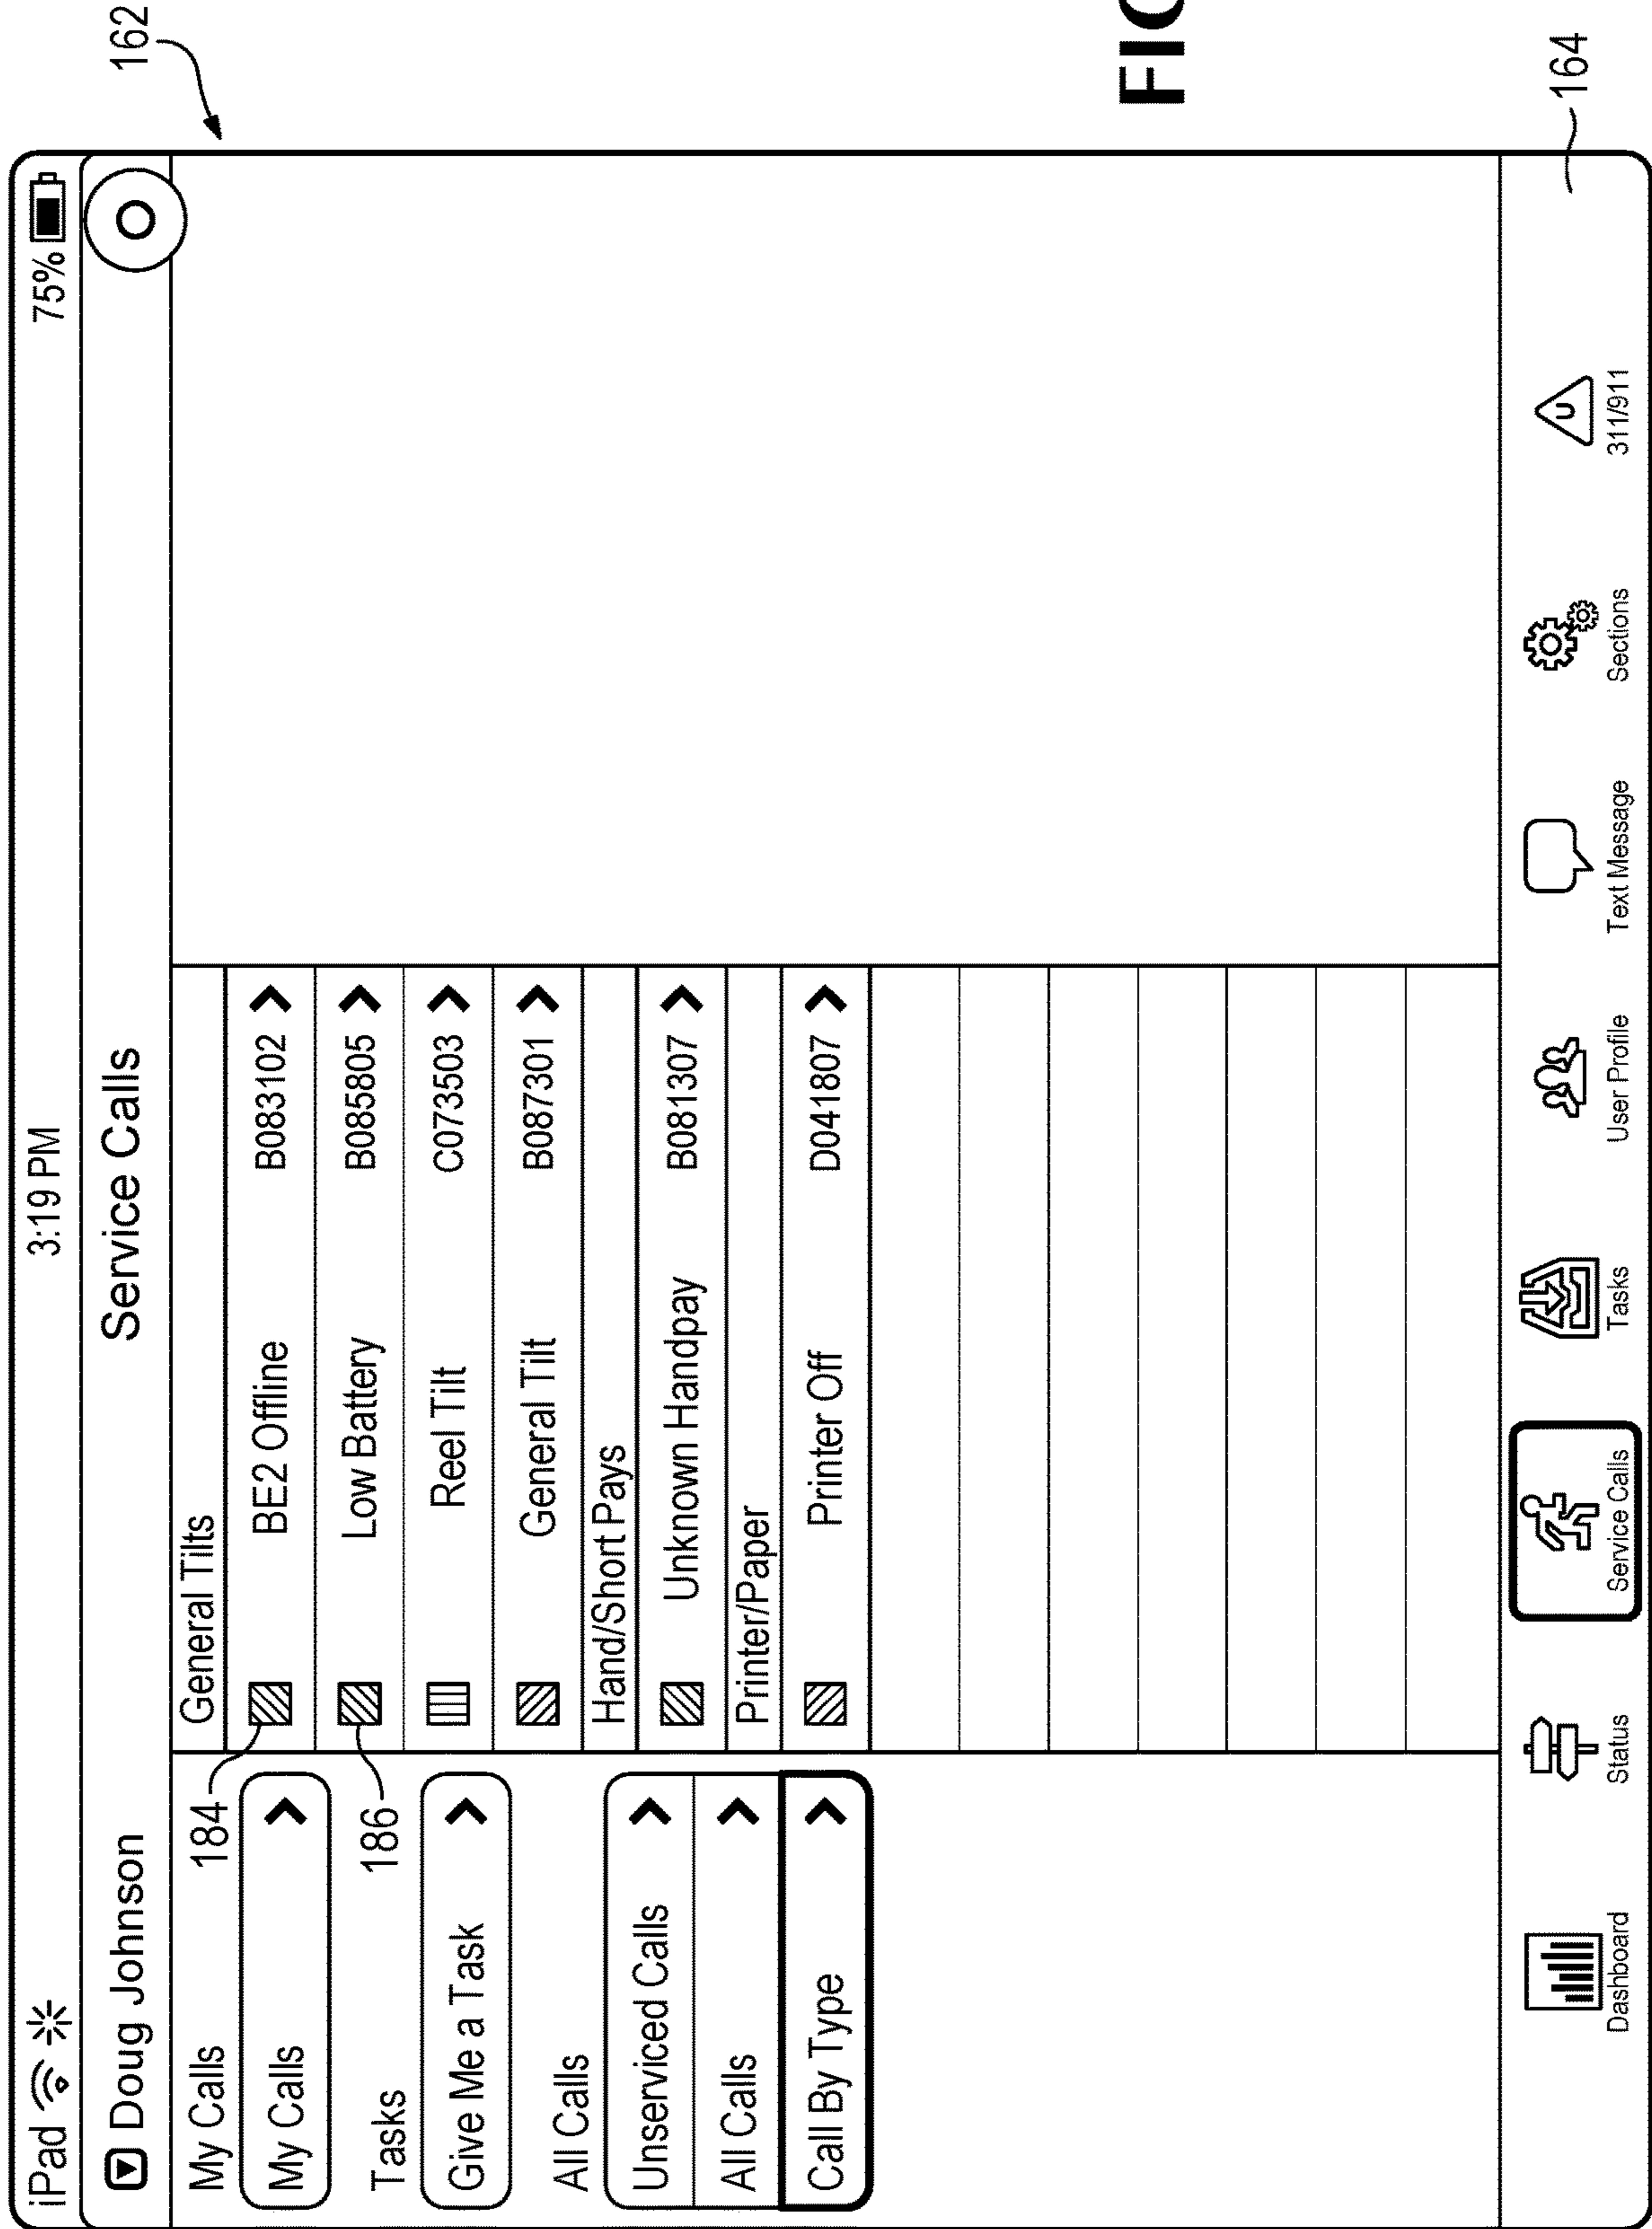 iPad 3:19 PM 75%
Doug Johnson Service Calls
162
My Calls
184
My Calls
Tasks
186
Give Me a Task
All Calls
Unserviced Calls
All Calls
Call By Type
General Tilts
BE2 Offline B083102
Low Battery B085805
Reel Tilt C073503
General Tilt B087301
Hand/Short Pays
Unknown Handpay B081307
Printer/Paper
Printer Off D041807
Dashboard Status Service Calls Tasks User Profile Text Message Sections 311/911
164